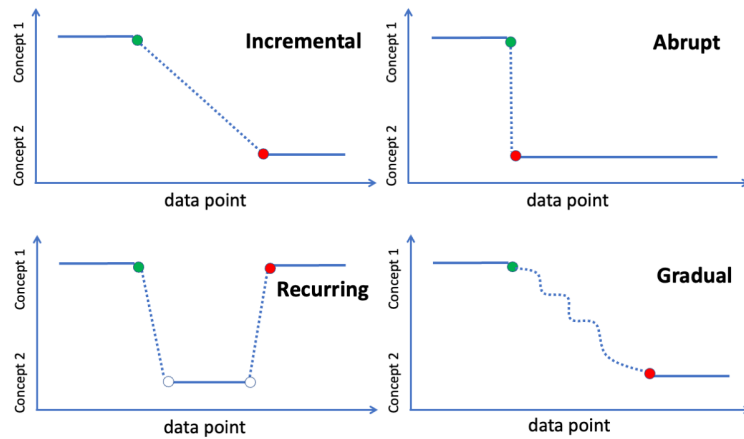 Concept 1
Concept 2
Incremental
data point
Concept 1
Concept 2
Abrupt
data point
Concept 1
Concept 2
Recurring
data point
Concept 1
Concept 2
Gradual
data point